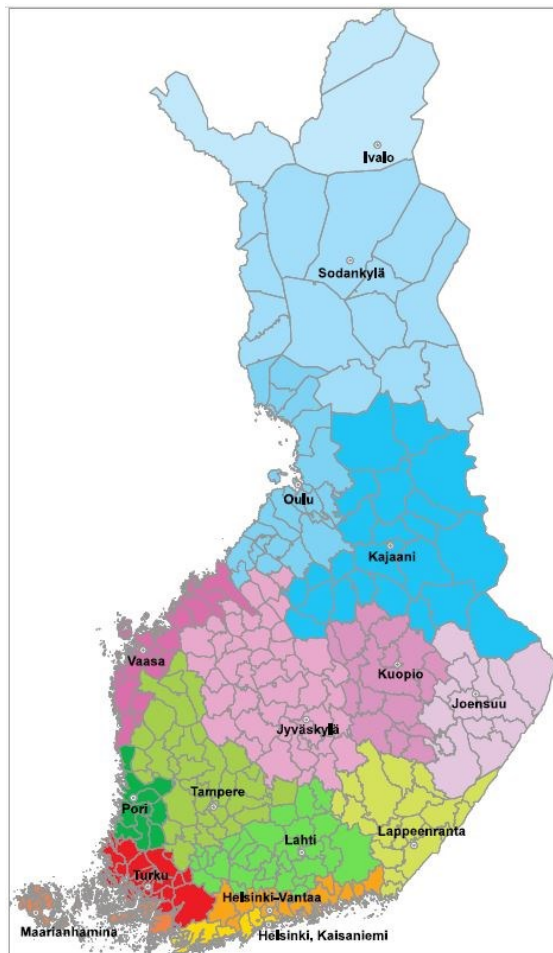 Ivalo
Sodankylä
Oulu
Kajaani
Vaasa
Kuopio
Joensuu
Jyväskylä
Tampere
Pori
Lappeenranta
Lahti
Turku
Helsinki-Vantaa
Maarianhamina
Helsinki, Kaisaniemi